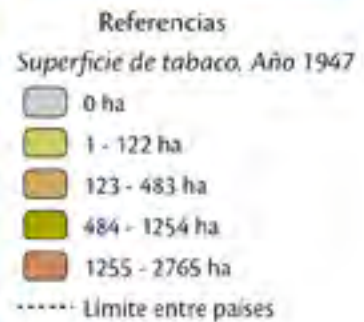 Referencias
Superficie de tabaco. Año 1947
0 ha
1 - 122 ha
123 - 483 ha
484 - 1254 ha
1255 - 2765 ha
Límite entre países